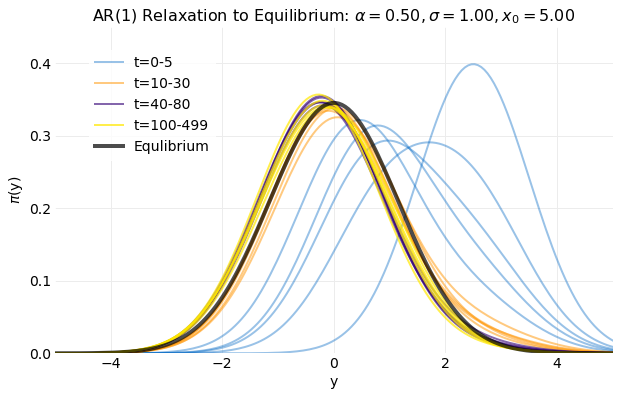 AR(1) Relaxation to Equilibrium: α = 0.50, σ = 1.00, x₀ = 5.00
π(y)
0.4
0.3
0.2
0.1
0.0
t=0-5
t=10-30
t=40-80
t=100-499
Equlibrium
−4 −2 0 2 4
y